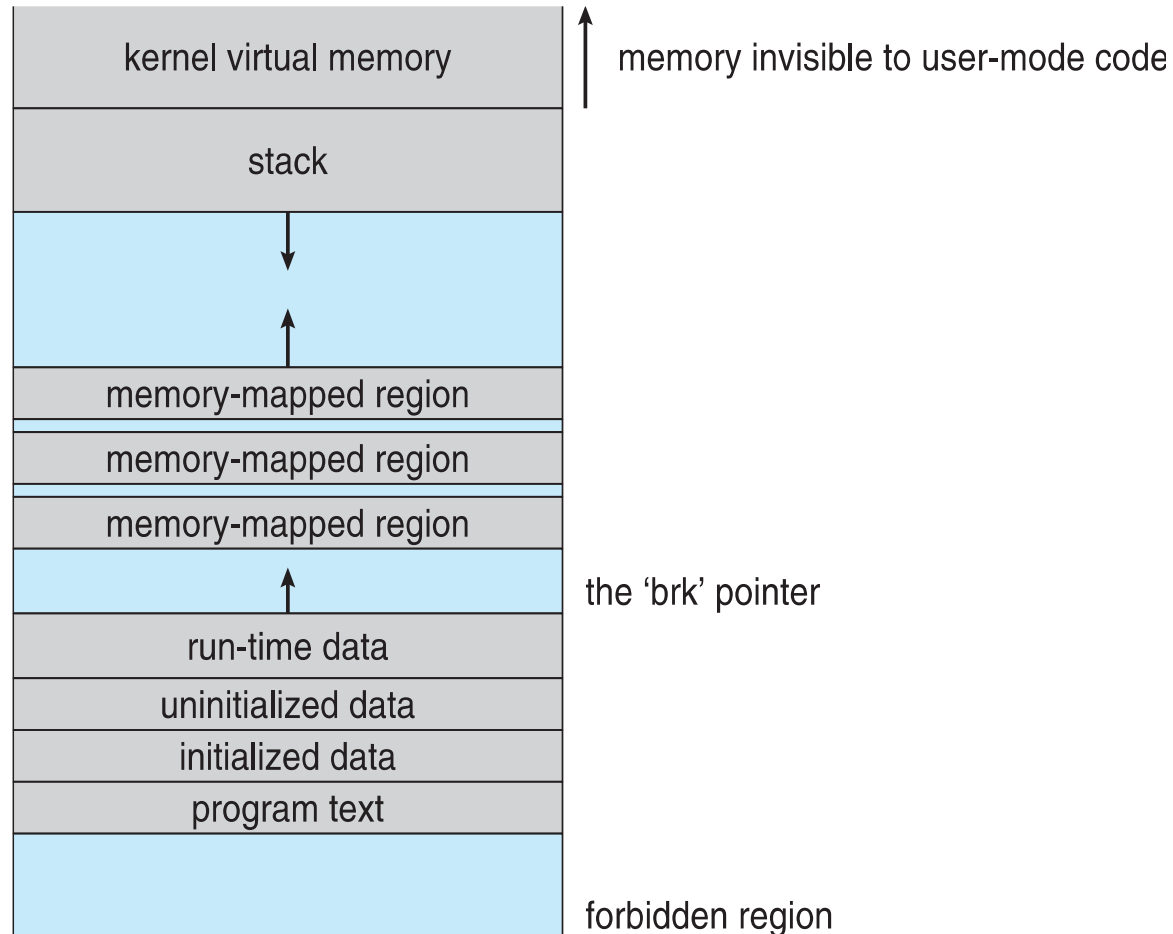 kernel virtual memory
memory invisible to user-mode code
stack
memory-mapped region
memory-mapped region
memory-mapped region
the ‘brk’ pointer
run-time data
uninitialized data
initialized data
program text
forbidden region